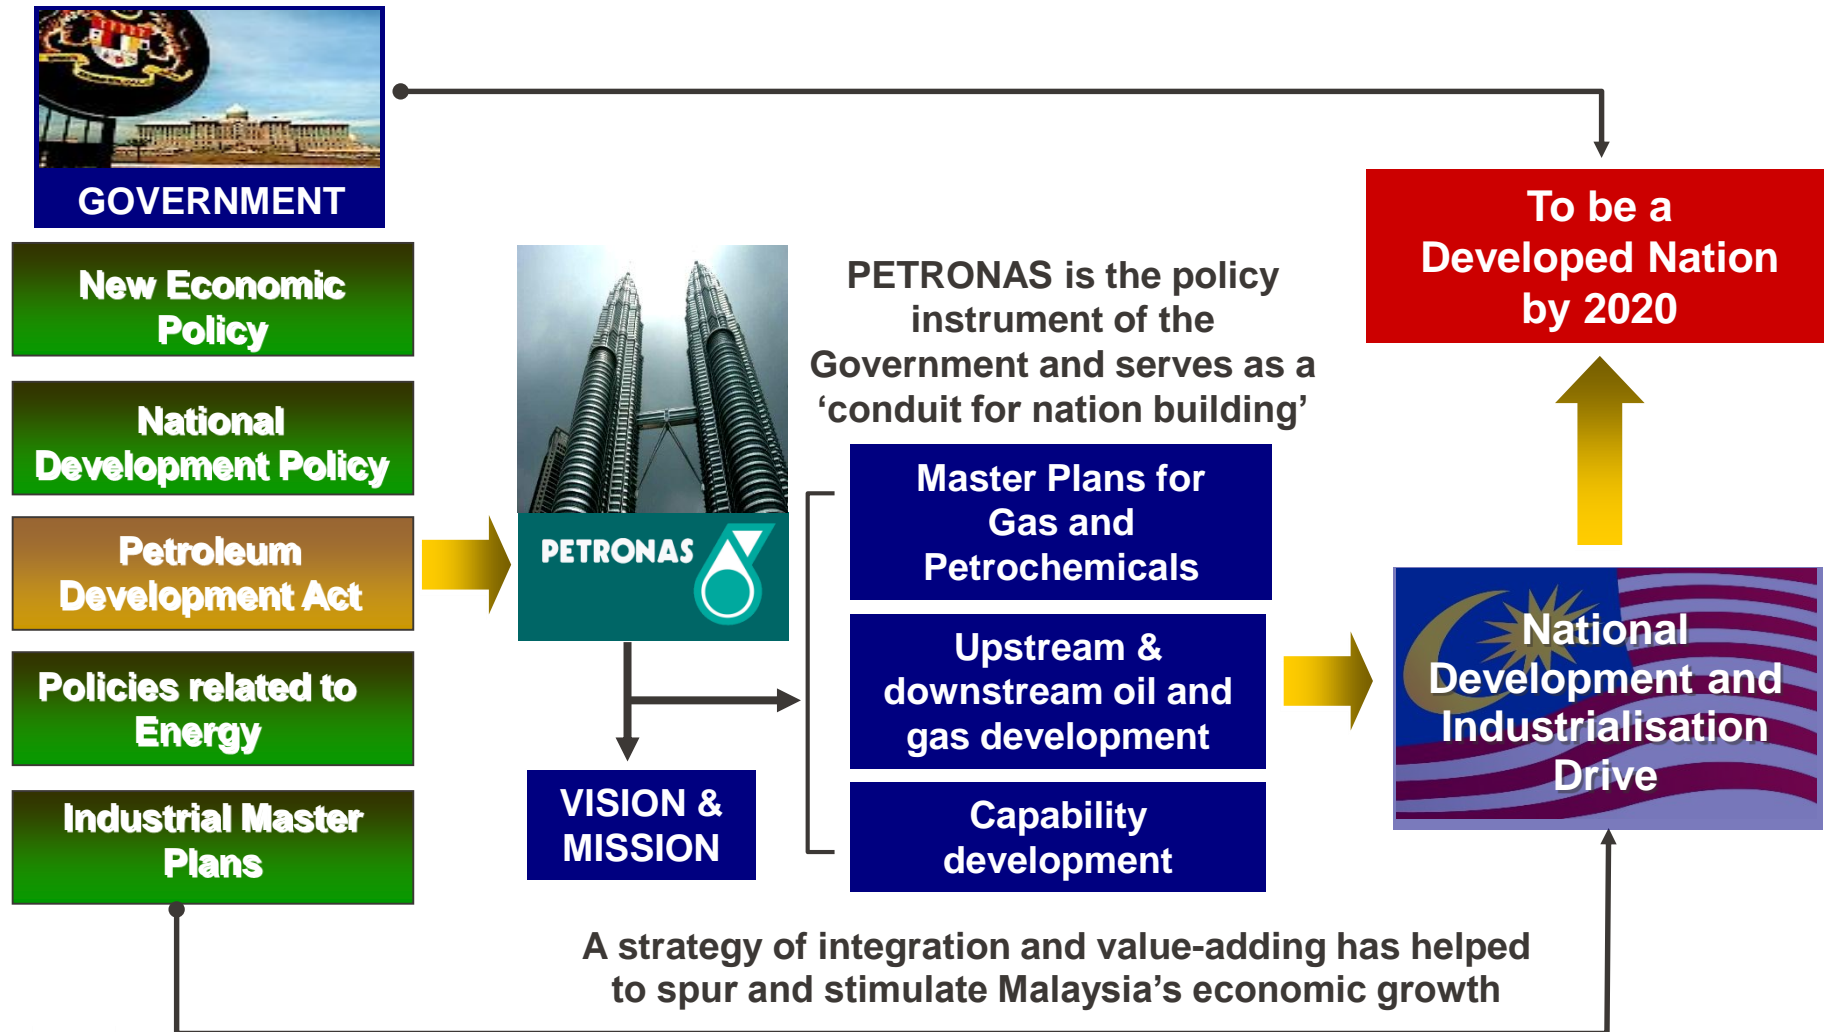 GOVERNMENT
New Economic
Policy
National
Development Policy
Petroleum
Development Act
Policies related to
Energy
Industrial Master
Plans
PETRONAS
VISION &
MISSION
PETRONAS is the policy
instrument of the
Government and serves as a
‘conduit for nation building’
Master Plans for
Gas and
Petrochemicals
Upstream &
downstream oil and
gas development
Capability
development
To be a
Developed Nation
by 2020
National
Development and
Industrialisation
Drive
A strategy of integration and value-adding has helped
to spur and stimulate Malaysia’s economic growth